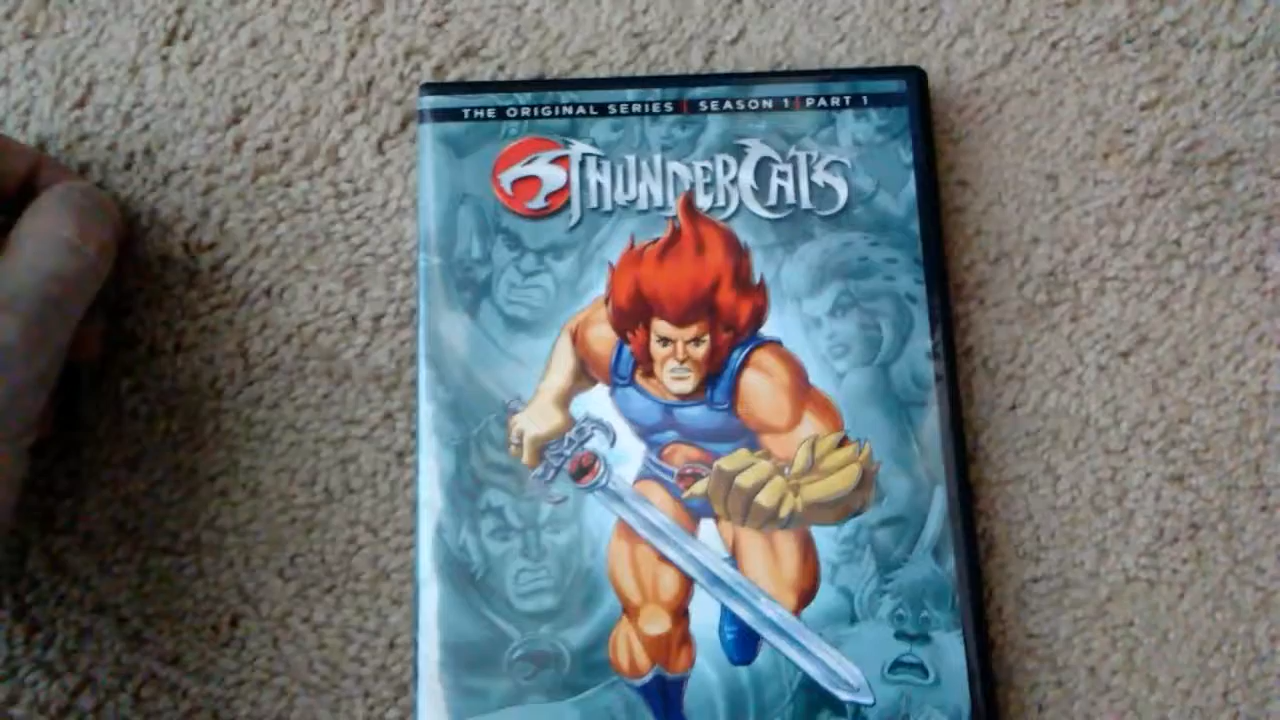 THE ORIGINAL SERIES | SEASON 1 | PART 1
THUNDERCATS